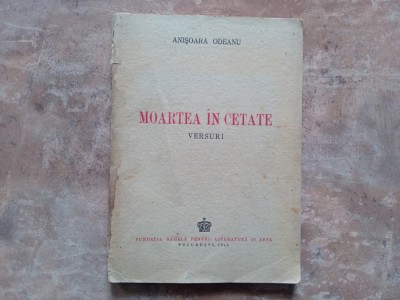 ANIȘOARA ODEANU
MOARTEA ÎN CETATE
VERSURI
FUNDAȚIA REGALĂ PENTRU LITERATURĂ ȘI ARTĂ
BUCUREȘTI,